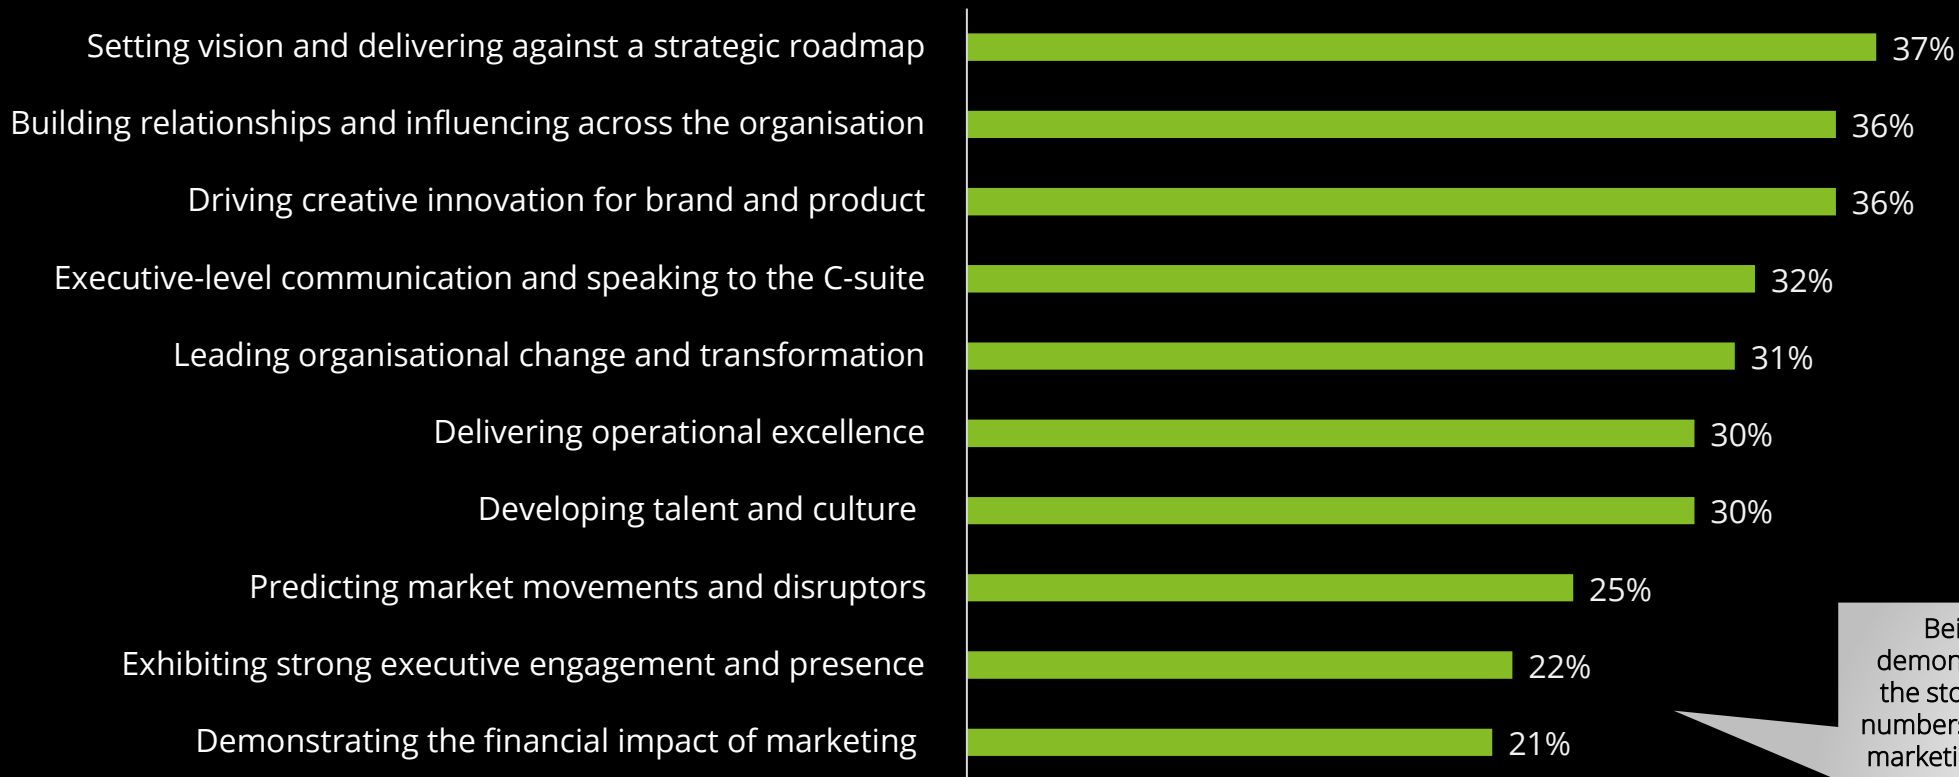 Setting vision and delivering against a strategic roadmap 37%
Building relationships and influencing across the organisation 36%
Driving creative innovation for brand and product 36%
Executive-level communication and speaking to the C-suite 32%
Leading organisational change and transformation 31%
Delivering operational excellence 30%
Developing talent and culture 30%
Predicting market movements and disruptors 25%
Exhibiting strong executive engagement and presence 22%
Demonstrating the financial impact of marketing 21%
the